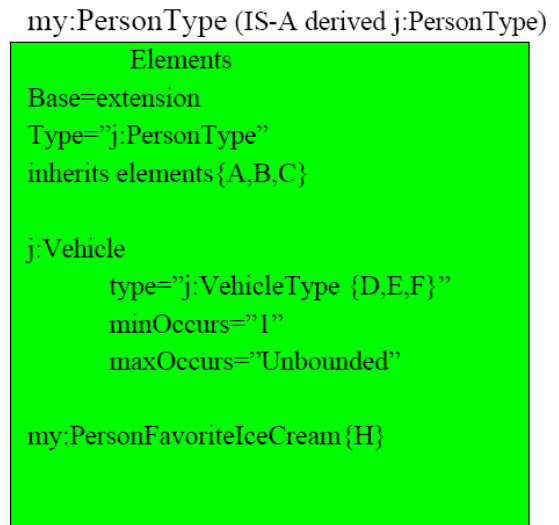 my:PersonType (IS-A derived j:PersonType)
Elements
Base=extension
Type=”j:PersonType”
inherits elements{A,B,C}
j:Vehicle
type=”j:VehicleType {D,E,F}”
minOccurs=”1”
maxOccurs=”Unbounded”
my:PersonFavoriteIceCream{H}